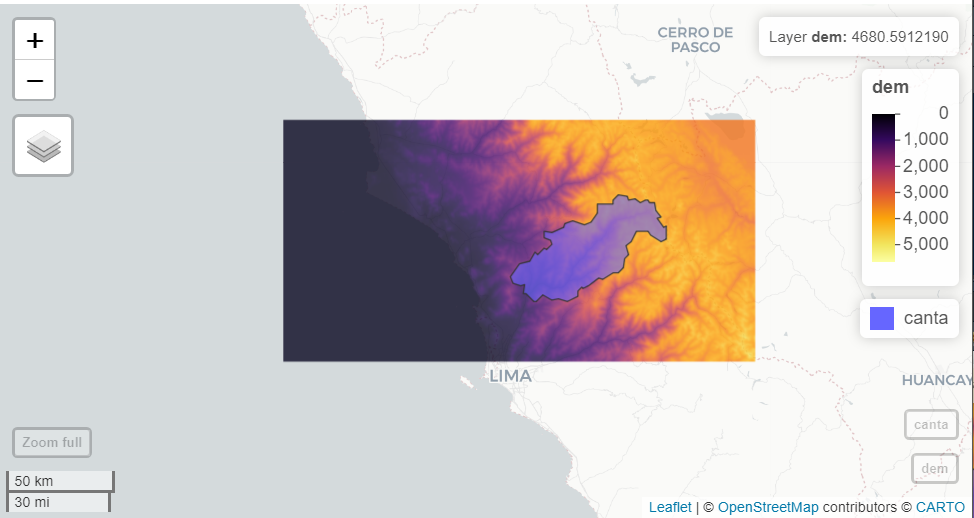 +
−
CERRO DE
PASCO
Layer dem: 4680.5912190
dem
0
1,000
2,000
3,000
4,000
5,000
canta
LIMA
HUANCAY
Zoom full
canta
dem
50 km
30 mi
Leaflet | © OpenStreetMap contributors © CARTO